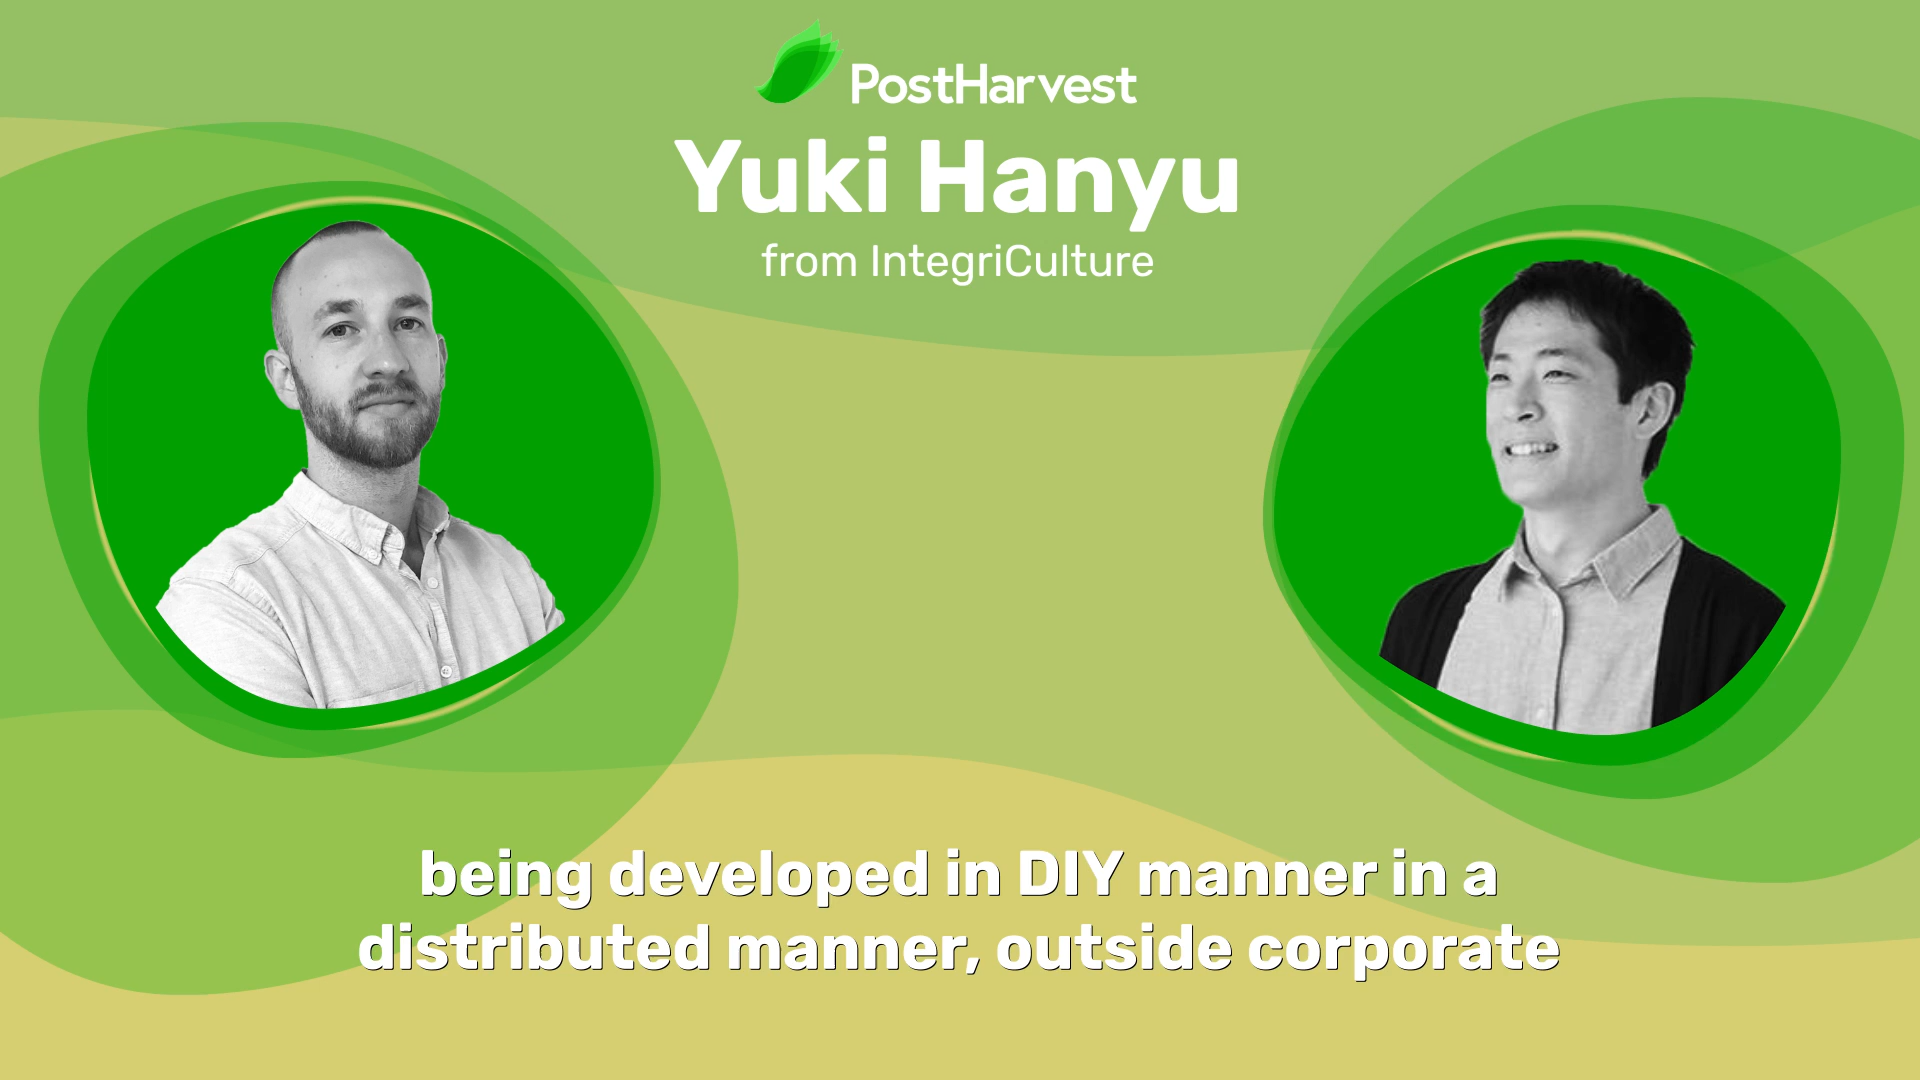 PostHarvest
Yuki Hanyu
from IntegriCulture
being developed in DIY manner in a
distributed manner, outside corporate